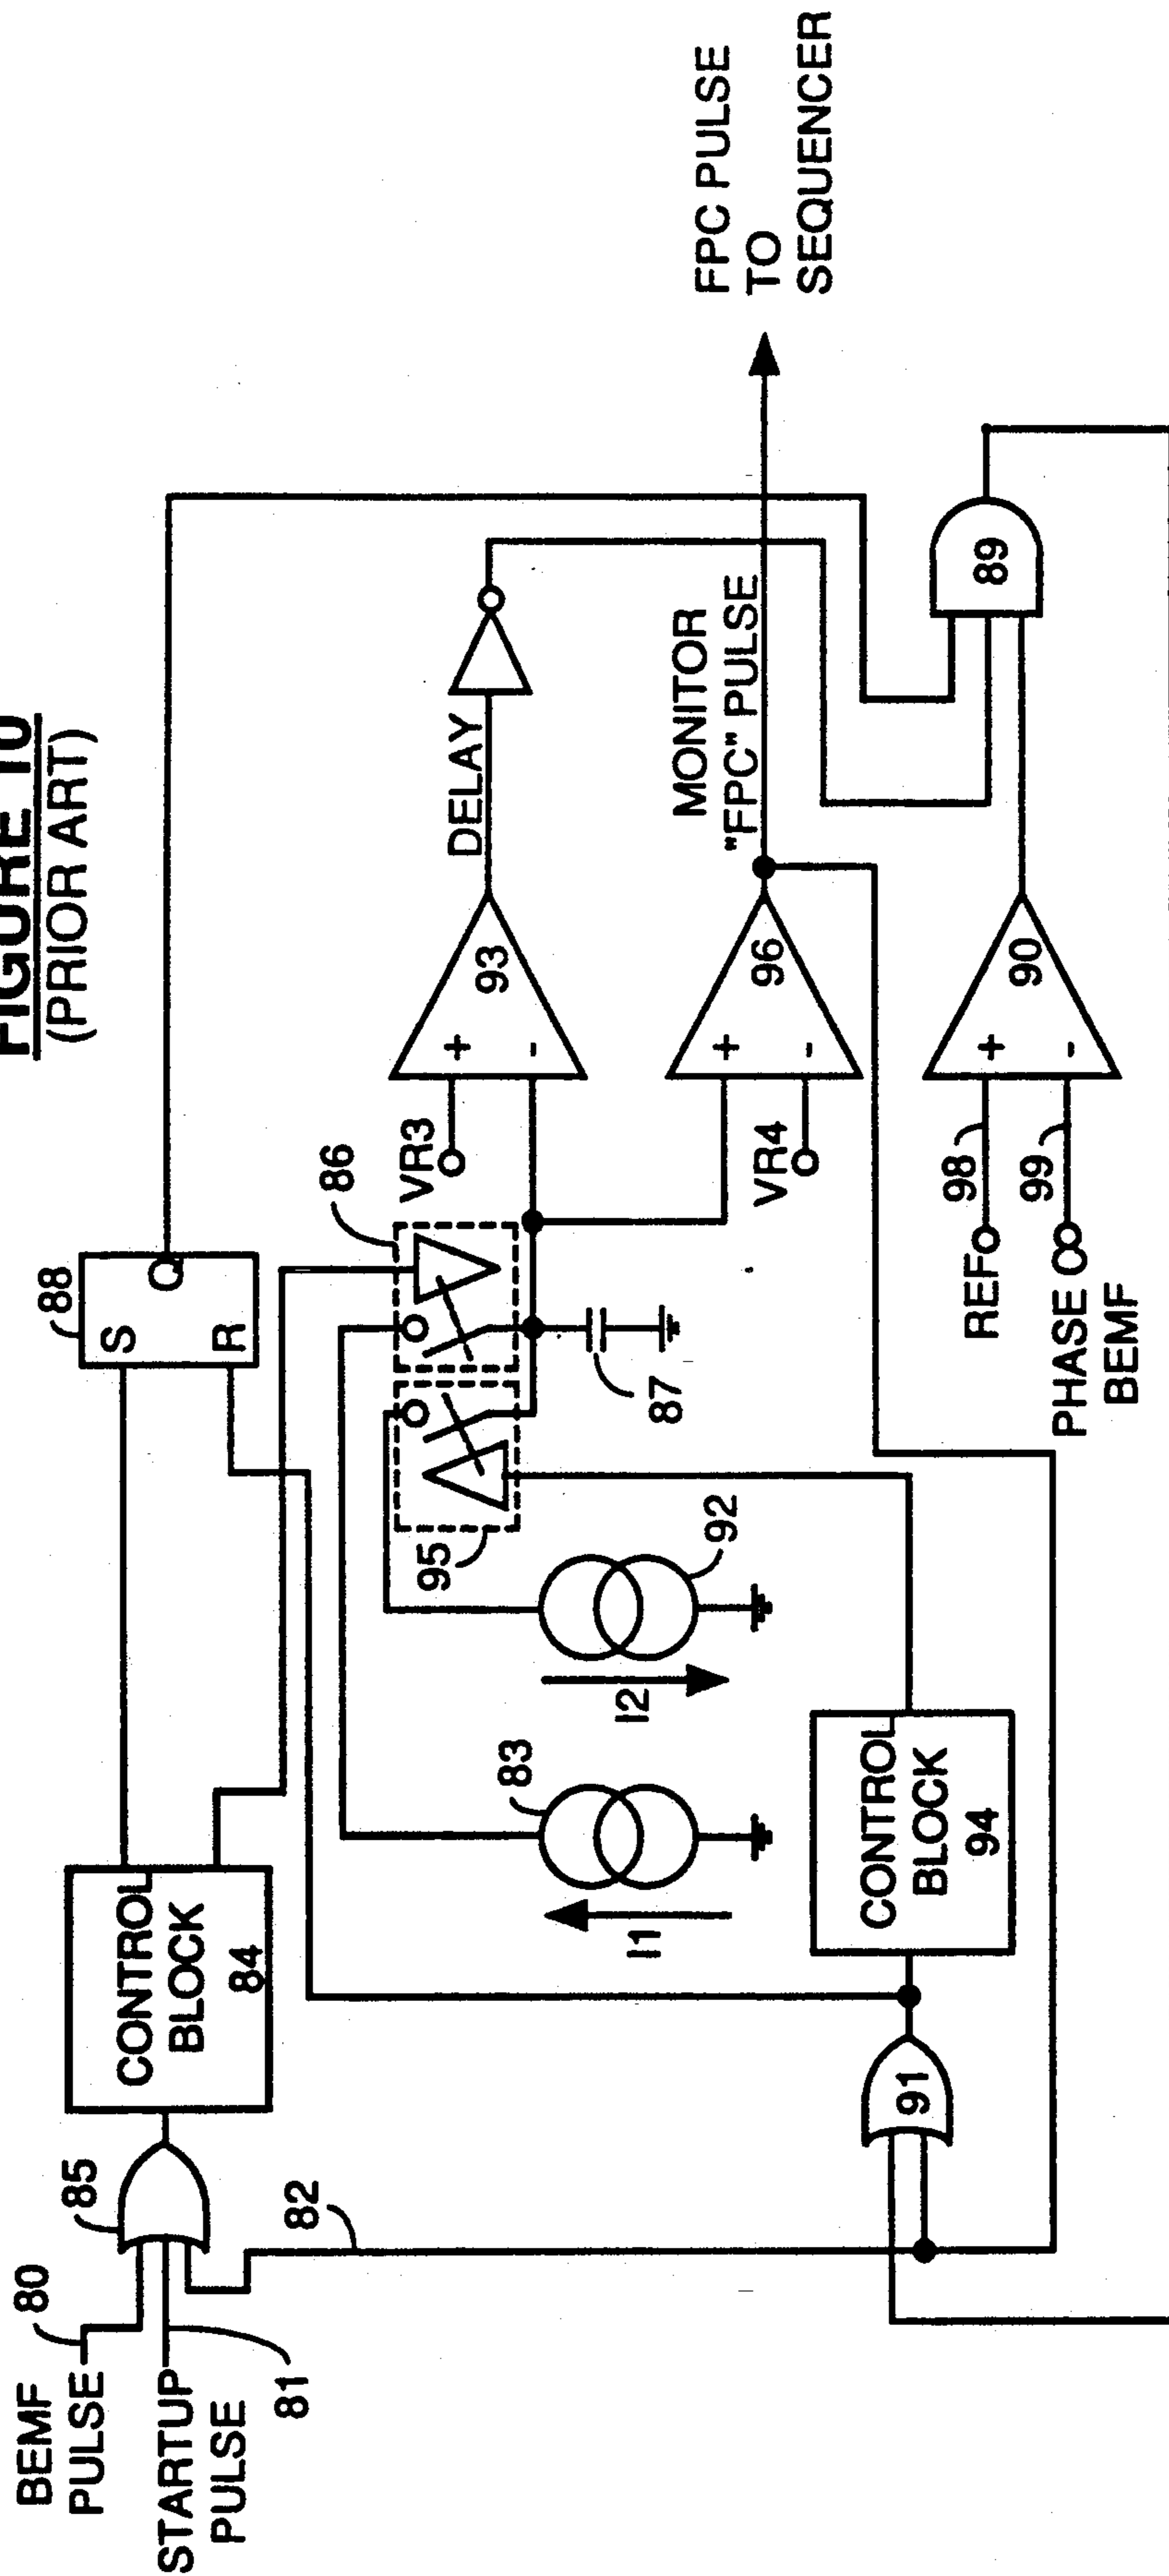 FIGURE 10
(PRIOR ART)
BEMF
PULSE
80
STARTUP
PULSE
81
85
82
CONTROL
BLOCK
84
88
S
R
Q
I1
83
I2
92
95
86
87
VR3
+
-
93
DELAY
VR4
+
-
96
MONITOR
"FPC" PULSE
FPC PULSE
TO
SEQUENCER
91
CONTROL
BLOCK
94
REF
98
PHASE
BEMF
99
+
-
90
89